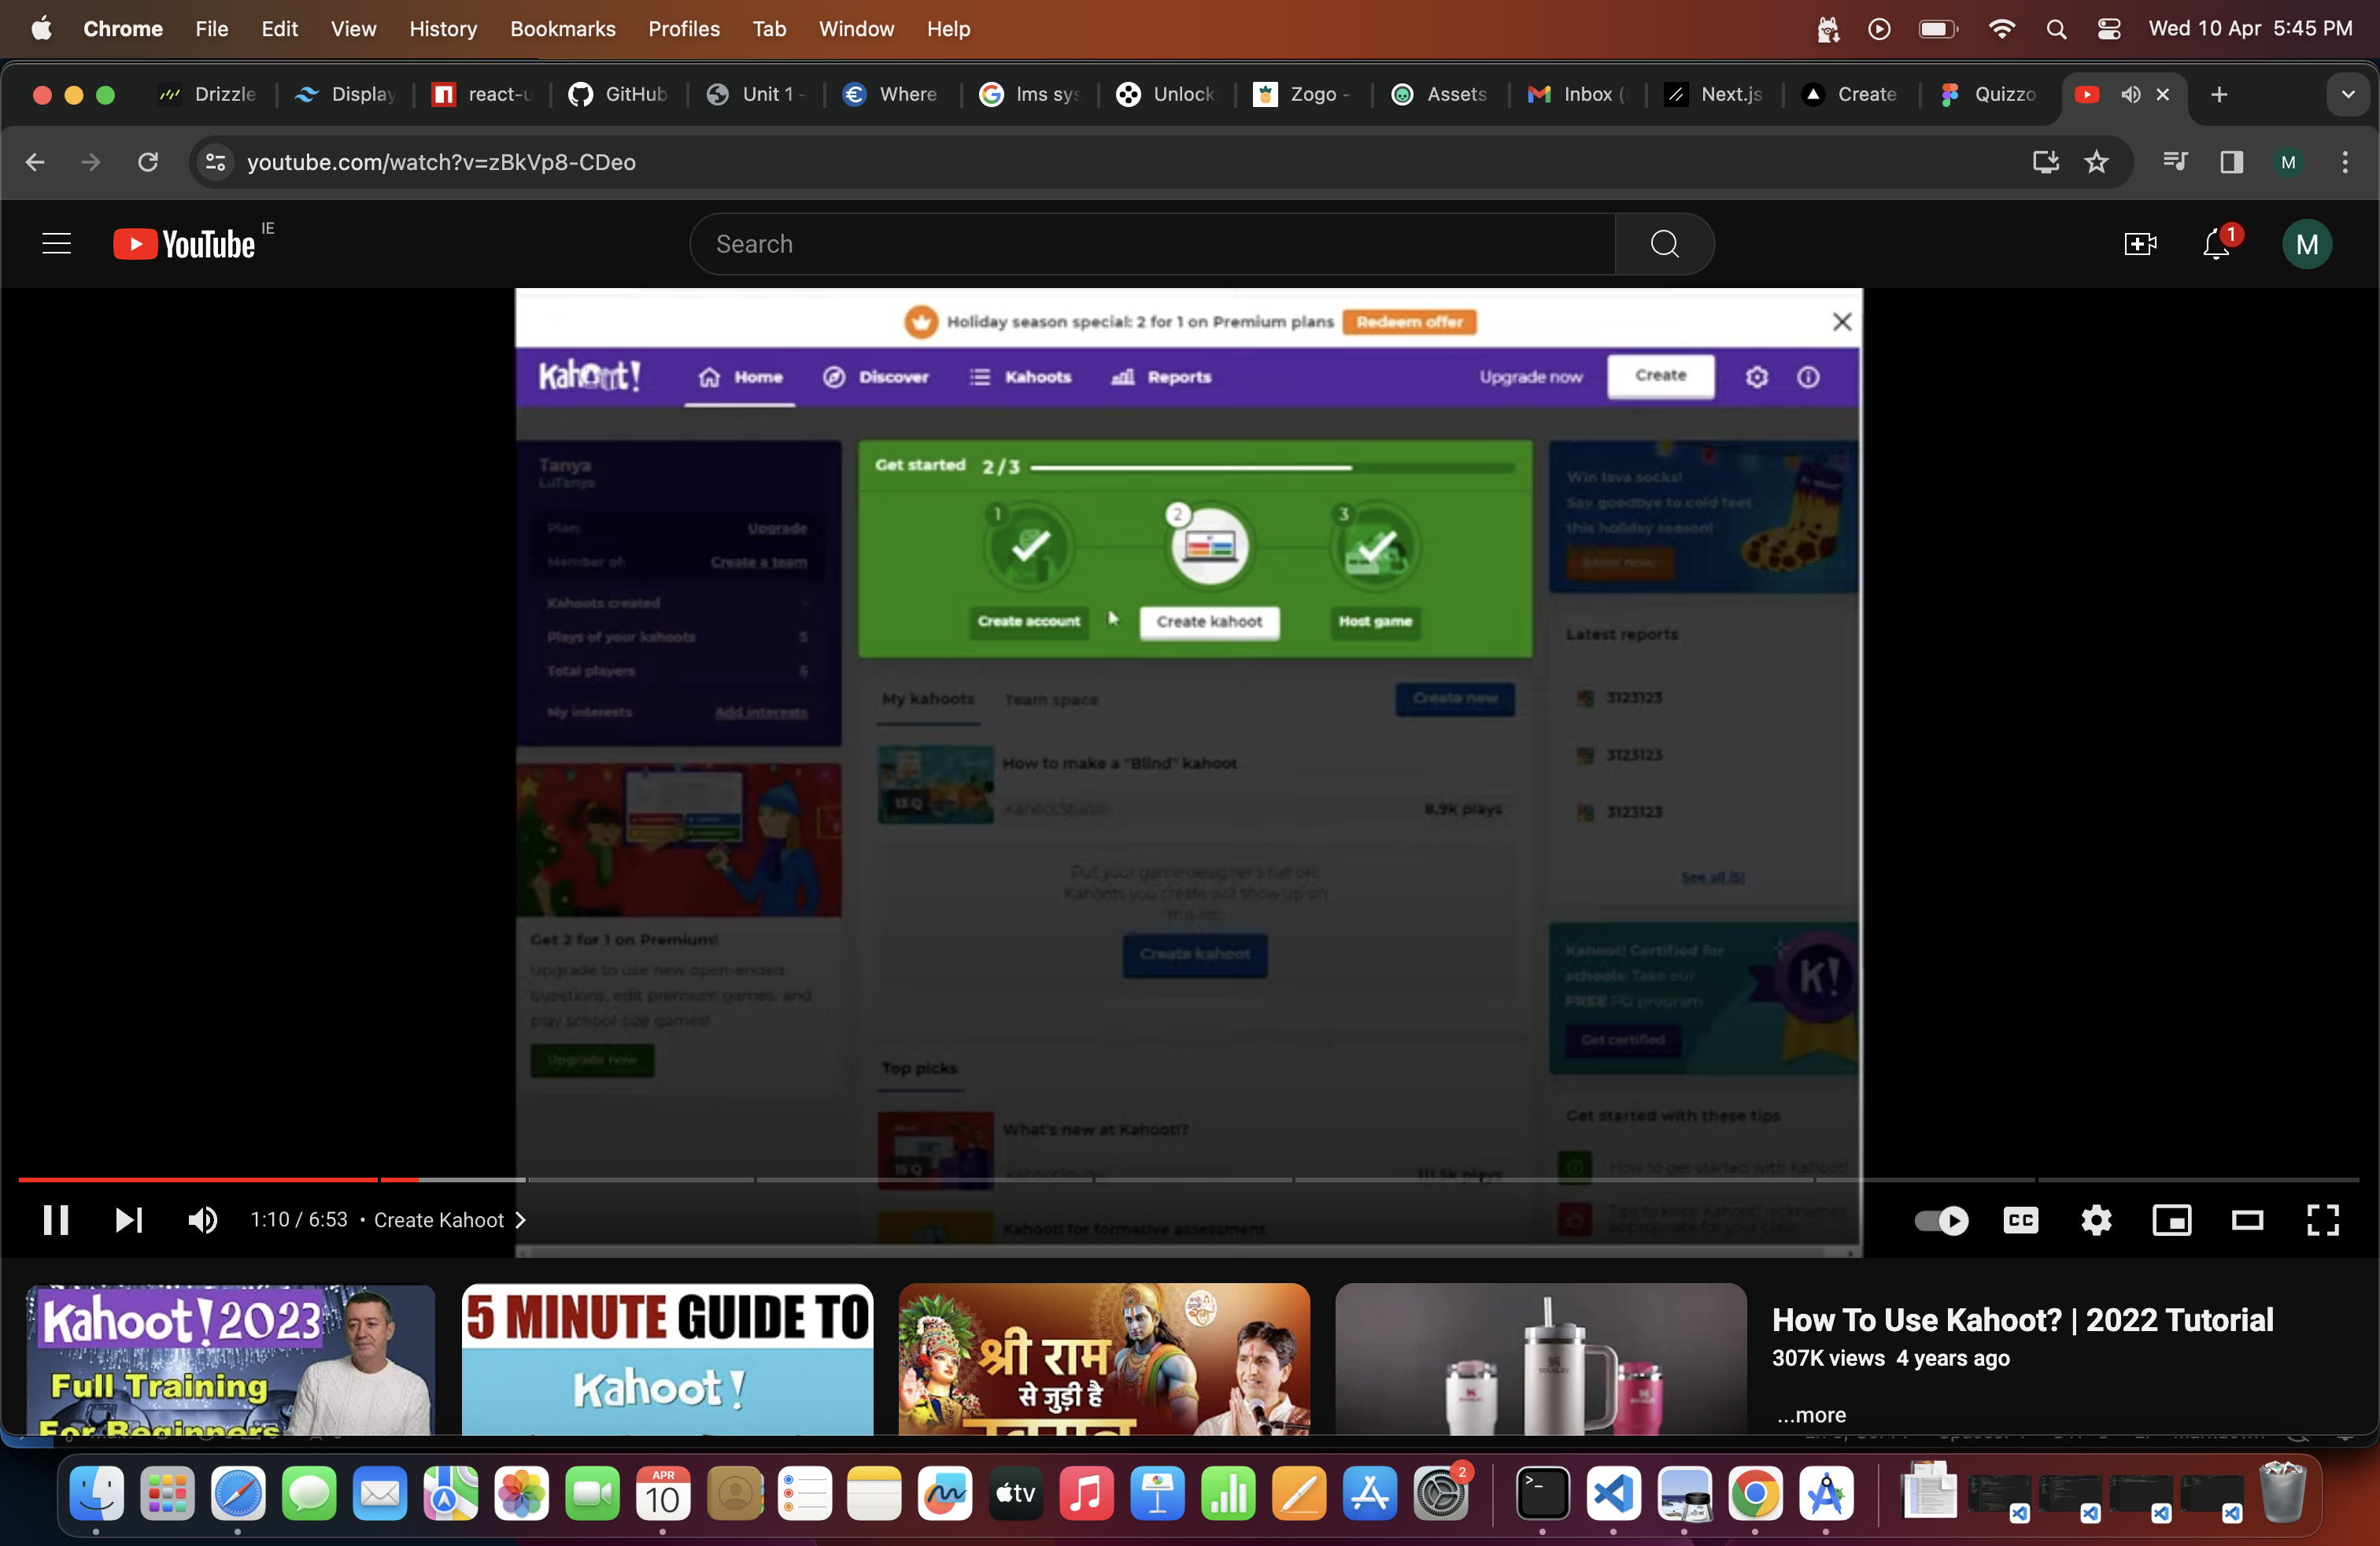 Chrome File Edit View History Bookmarks Profiles Tab Window Help
Wed 10 Apr 5:45 PM
Drizzle
Display
react-u
GitHub
Unit 1 -
Where
lms sys
Unlock
Zogo -
Assets
Inbox (
Next.js
Create
Quizzo
youtube.com/watch?v=zBkVp8-CDeo
M
YouTube IE
Search
1
M
Holiday season special: 2 for 1 on Premium plans Redeem offer
Kahoot!
Home
Discover
Kahoots
Reports
Upgrade now
Create
Tanya
LuTanys
Plan: Upgrade
Member of: Create a team
Kahoots created -
Plays of your kahoots 5
Total players 5
My interests Add interests
Get 2 for 1 on Premium!
Upgrade to use new open-ended
questions, edit premium games, and
play school-size games!
Upgrade now
Get started 2/3
1
2
3
Create account
Create kahoot
Host game
My kahoots Team space Create new
How to make a "Blind" kahoot
13 Q
KahootStudio 8.9k plays
Put your game designer's hat on!
Kahoots you create will show up on
this list.
Create kahoot
Top picks
What's new at Kahoot!?
15 Q
KahootStudio 111.5k plays
Kahoot! for formative assessment
Win lava socks!
Say goodbye to cold feet
this holiday season!
Latest reports
3123123
3123123
3123123
See all (5)
Kahoot! Certified for
schools: Take our
FREE PD program
K!
Get certified
Get started with these tips
How to get started with Kahoot!
Tips to keep Kahoot! nicknames
appropriate for your class
1:10 / 6:53 • Create Kahoot
CC
Kahoot! 2023
Full Training
For Beginners
5 MINUTE GUIDE TO
Kahoot!
श्री राम
से जुड़ी है
STANLEY
How To Use Kahoot? | 2022 Tutorial
307K views 4 years ago
...more
APR
10
tv
2